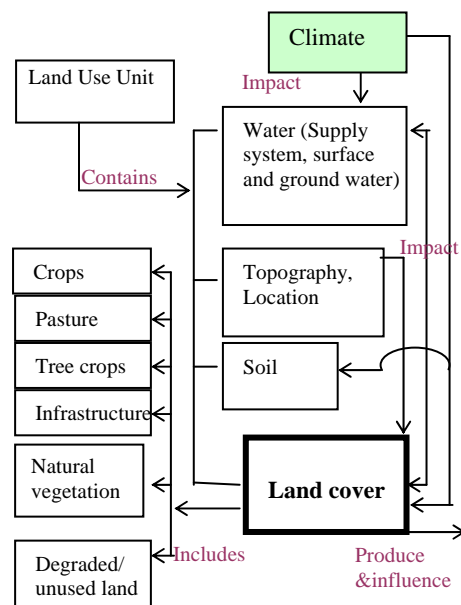 Climate
Land Use Unit
Impact
Water (Supply
system, surface
and ground water)
Contains
Impact
Crops
Topography,
Location
Pasture
Tree crops
Soil
Infrastructure
Natural
vegetation
Land cover
Degraded/
unused land
Includes
Produce
&influence